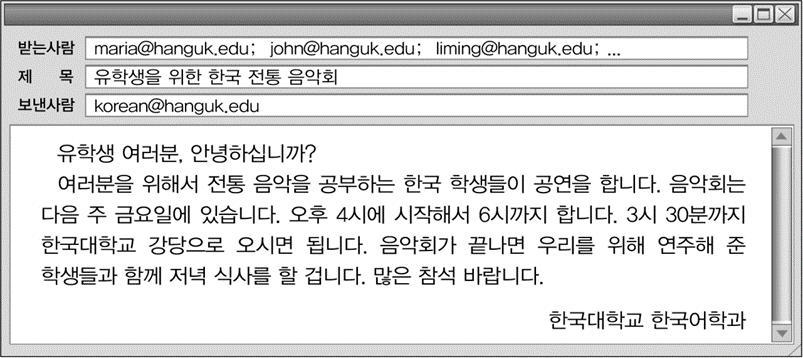 받는사람 maria@hanguk.edu; john@hanguk.edu; liming@hanguk.edu; ...
제 목 유학생을 위한 한국 전통 음악회
보낸사람 korean@hanguk.edu
유학생 여러분, 안녕하십니까?
여러분을 위해서 전통 음악을 공부하는 한국 학생들이 공연을 합니다. 음악회는
다음 주 금요일에 있습니다. 오후 4시에 시작해서 6시까지 합니다. 3시 30분까지
한국대학교 강당으로 오시면 됩니다. 음악회가 끝나면 우리를 위해 연주해 준
학생들과 함께 저녁 식사를 할 겁니다. 많은 참석 바랍니다.
한국대학교 한국어학과